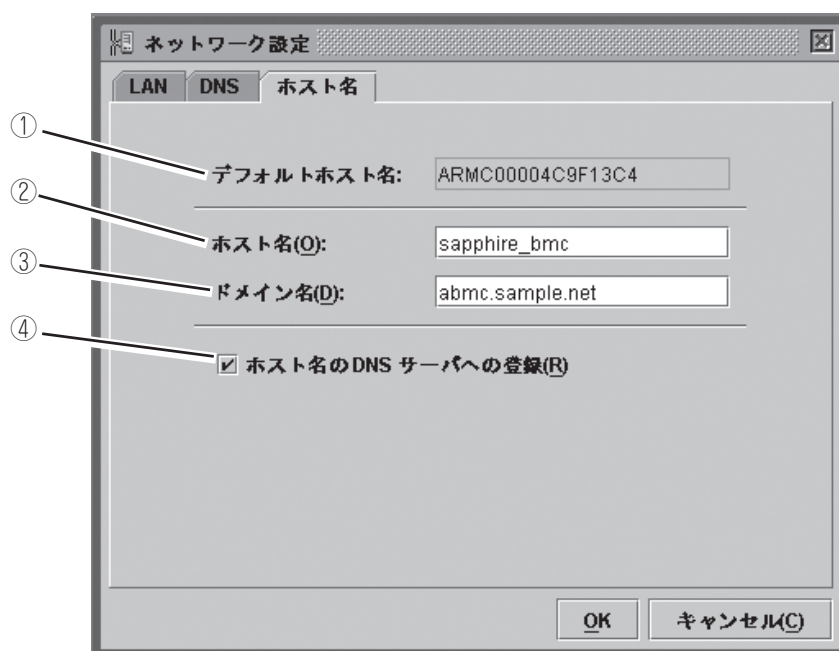 ネットワーク設定
LAN DNS ホスト名
① デフォルトホスト名: ARMC00004C9F13C4
② ホスト名(O): sapphire_bmc
③ ドメイン名(D): abmc.sample.net
④ ホスト名のDNS サーバへの登録(R)
OK キャンセル(C)